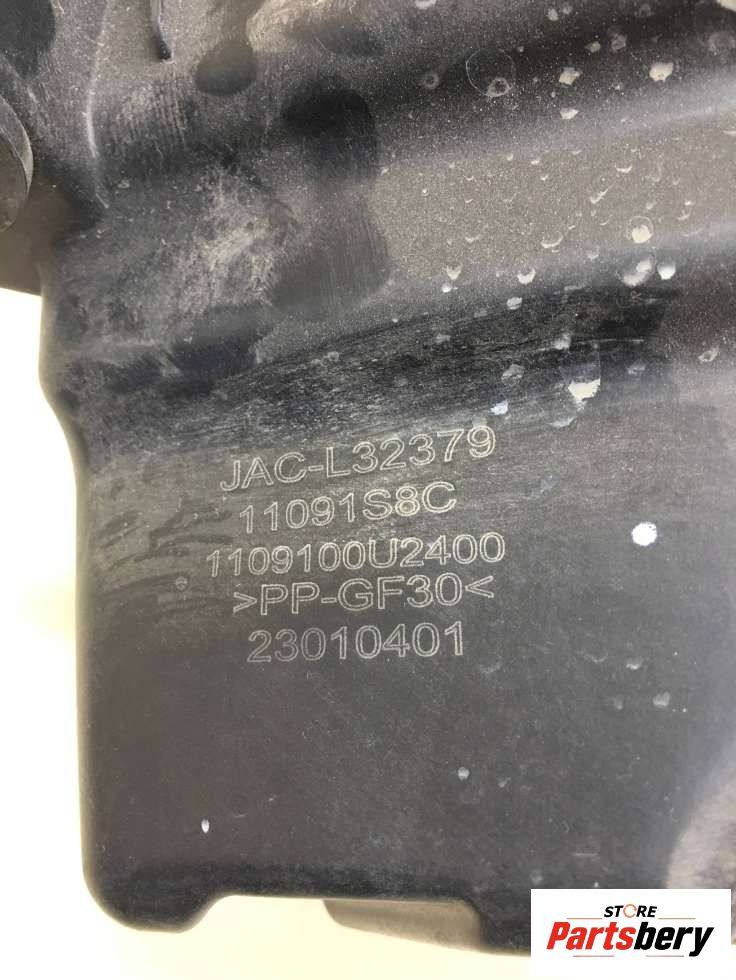 JAC-L32379
11091S8C
1109100U2400
>PP-GF30<
23010401
STORE
Partsbery